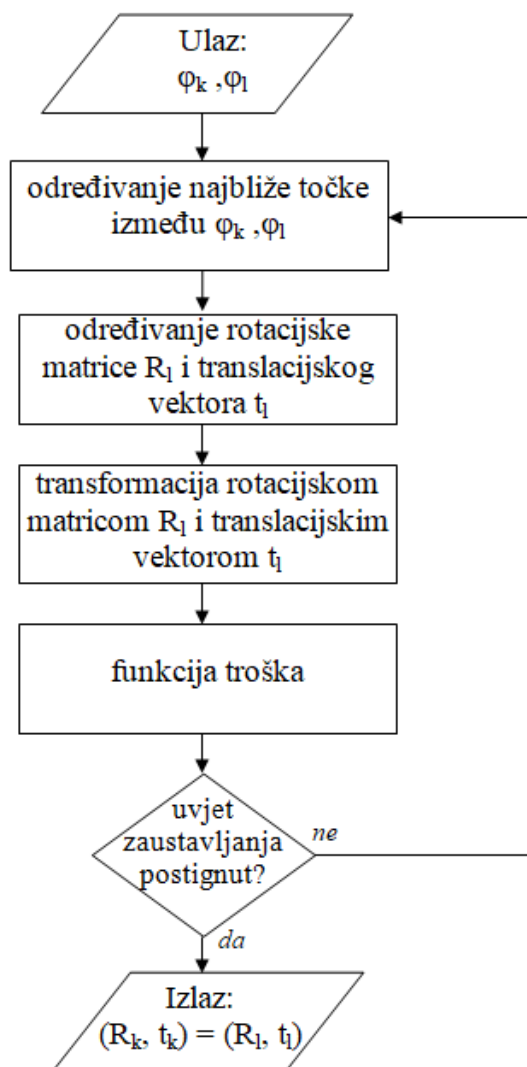 Ulaz:
φₖ ,φₗ
određivanje najbliže točke
između φₖ ,φₗ
određivanje rotacijske
matrice Rₗ i translacijskog
vektora tₗ
transformacija rotacijskom
matricom Rₗ i translacijskim
vektorom tₗ
funkcija troška
uvjet
zaustavljanja
postignut?
ne
da
Izlaz:
(Rₖ, tₖ) = (Rₗ, tₗ)